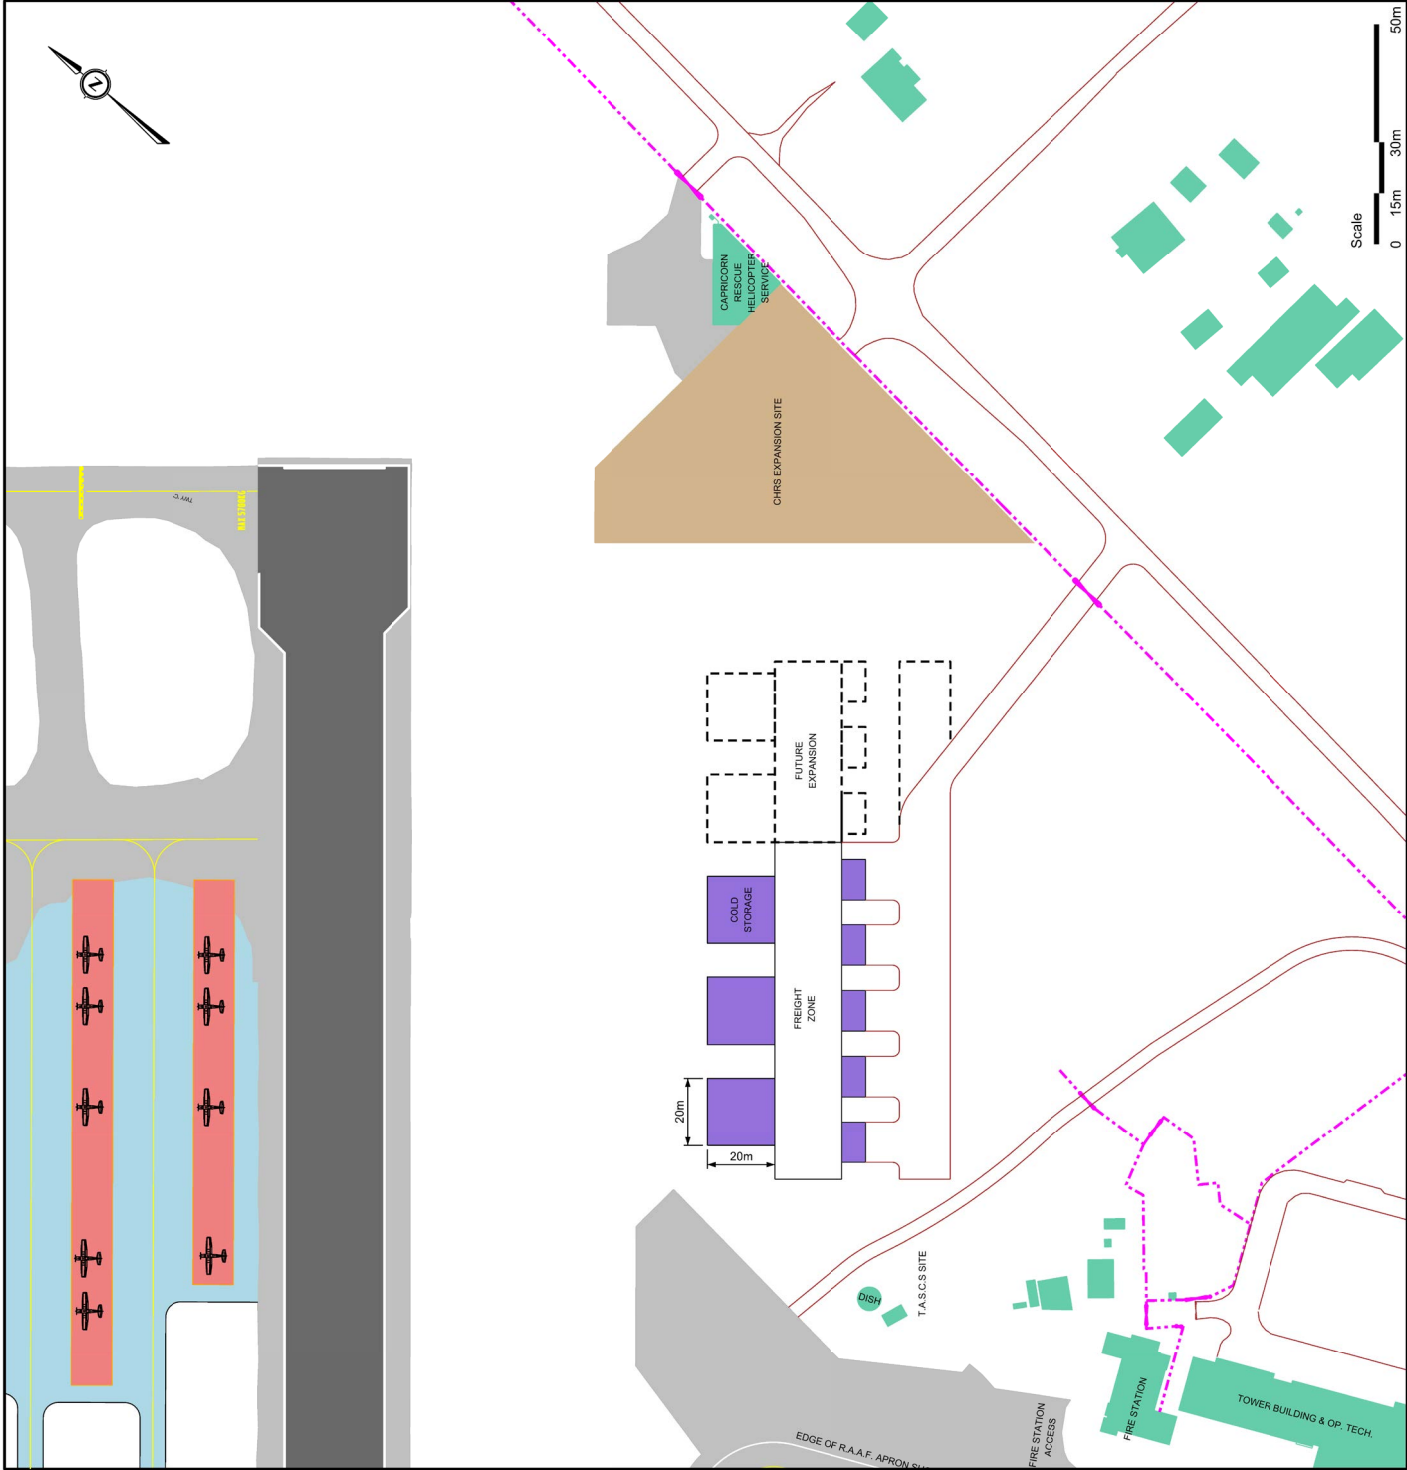 N
CAPRICORN
RESCUE
HELICOPTER
SERVICE
CHRS EXPANSION SITE
Scale
0 15m 30m 50m
TWY 'C'
FUTURE
EXPANSION
COLD
STORAGE
FREIGHT
ZONE
20m
20m
DISH
T.A.S.C.S SITE
FIRE STATION
TOWER BUILDING & OP. TECH.
FIRE STATION
ACCESS
EDGE OF R.A.A.F. APRON